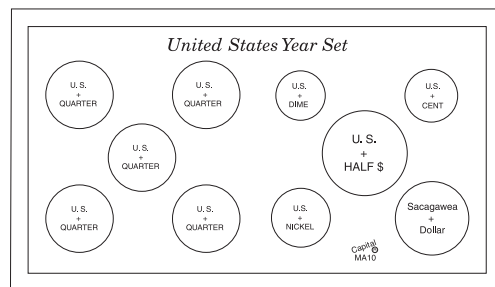 United States Year Set
U. S.
+
QUARTER
U. S.
+
QUARTER
U.S.
+
DIME
U.S.
+
CENT
U. S.
+
QUARTER
U. S.
+
HALF $
U. S.
+
QUARTER
U. S.
+
QUARTER
U.S.
+
NICKEL
Sacagawea
+
Dollar
Capital
MA10